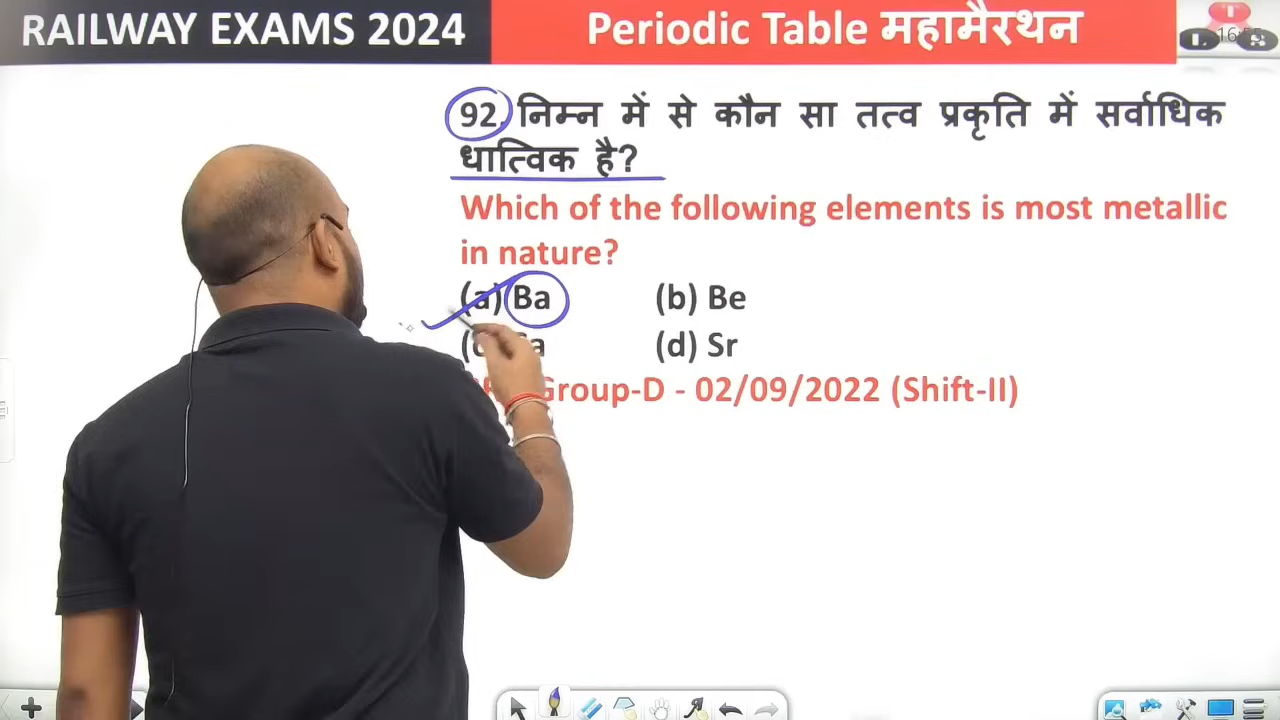 RAILWAY EXAMS 2024
Periodic Table महामैरथन
92. निम्न में से कौन सा तत्व प्रकृति में सर्वाधिक
धात्विक है?
Which of the following elements is most metallic
in nature?
(a) Ba (b) Be
(d) Sr
Group-D - 02/09/2022 (Shift-II)